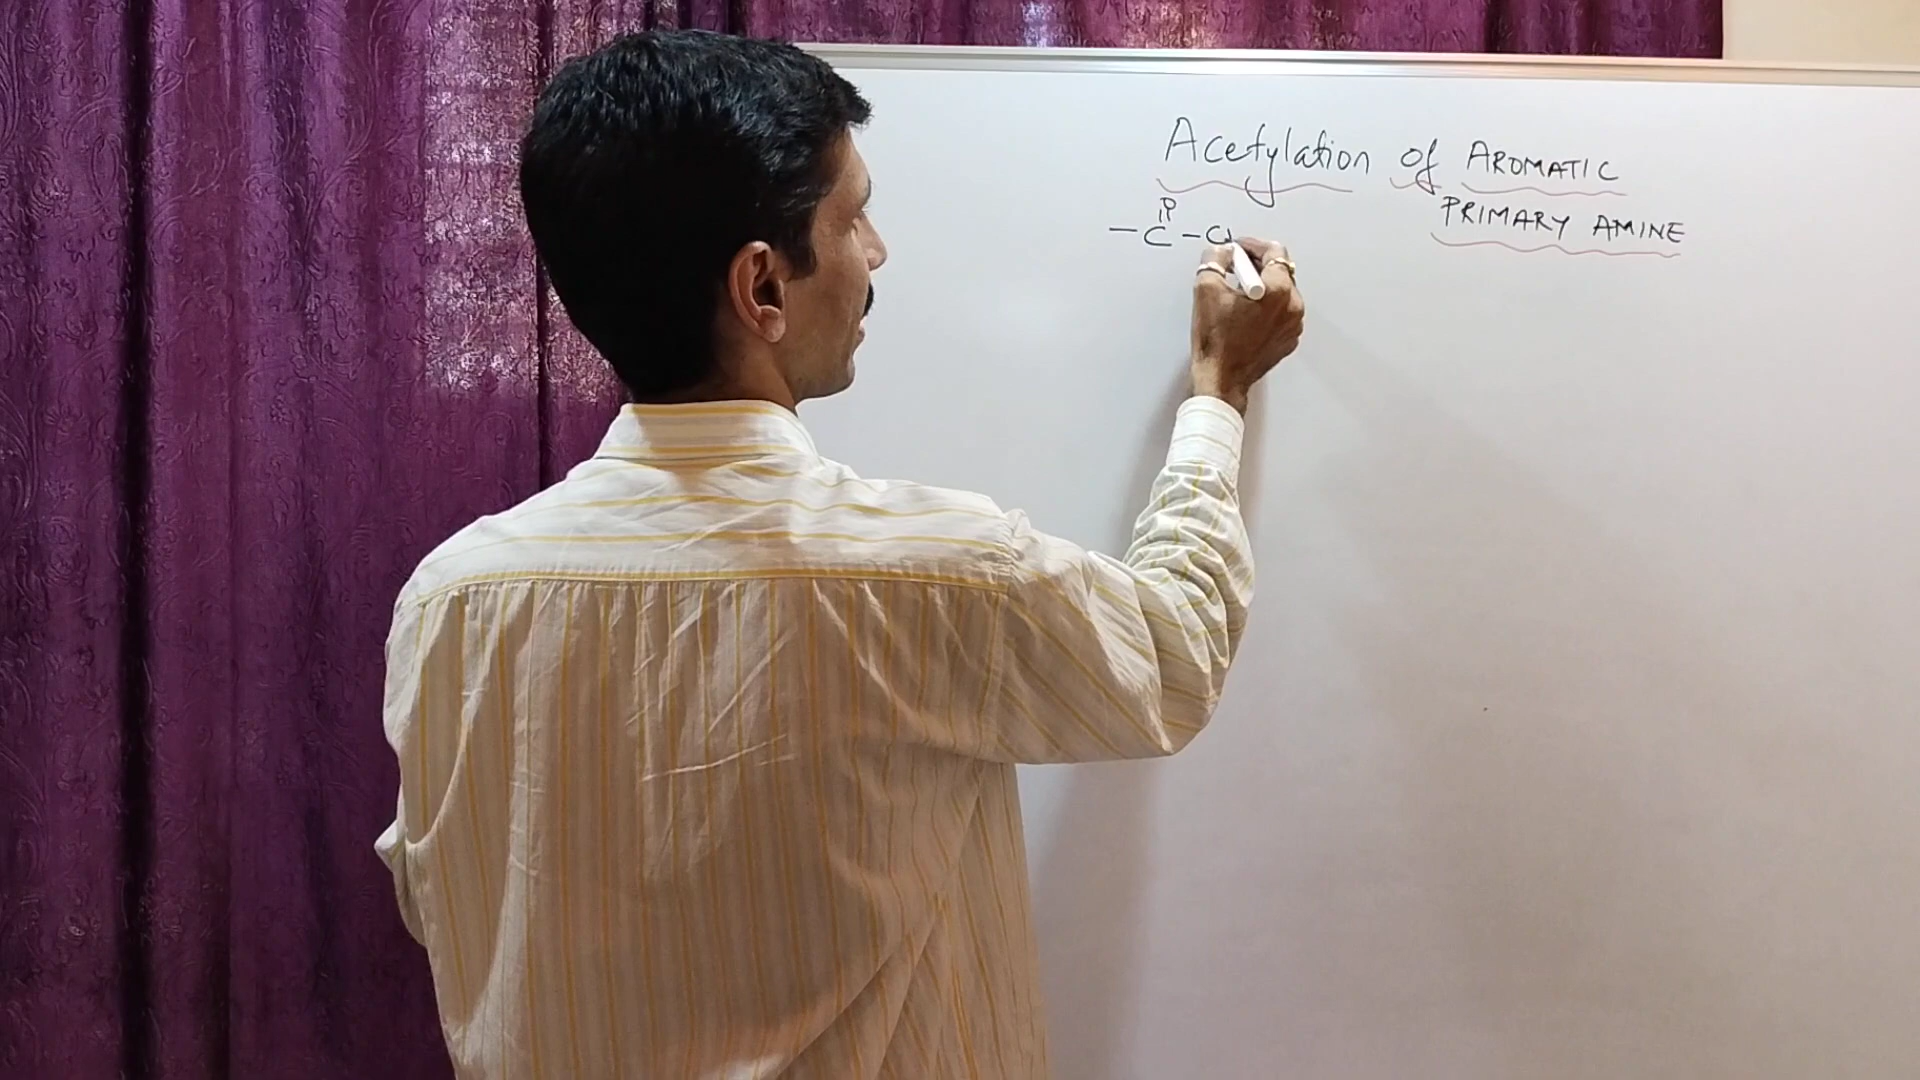 Acetylation of AROMATIC
PRIMARY AMINE
O
- C - C